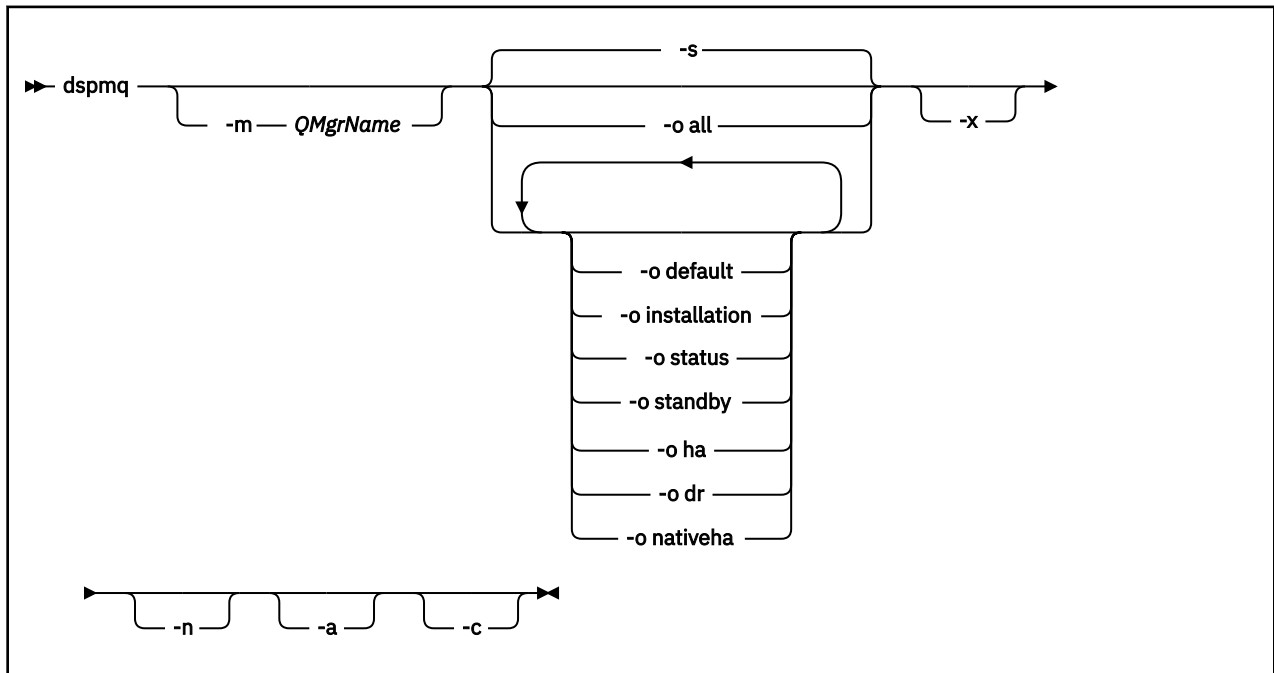 -s
dspmq
-m QMgrName
-o all
-x
-o default
-o installation
-o status
-o standby
-o ha
-o dr
-o nativeha
-n -a -c